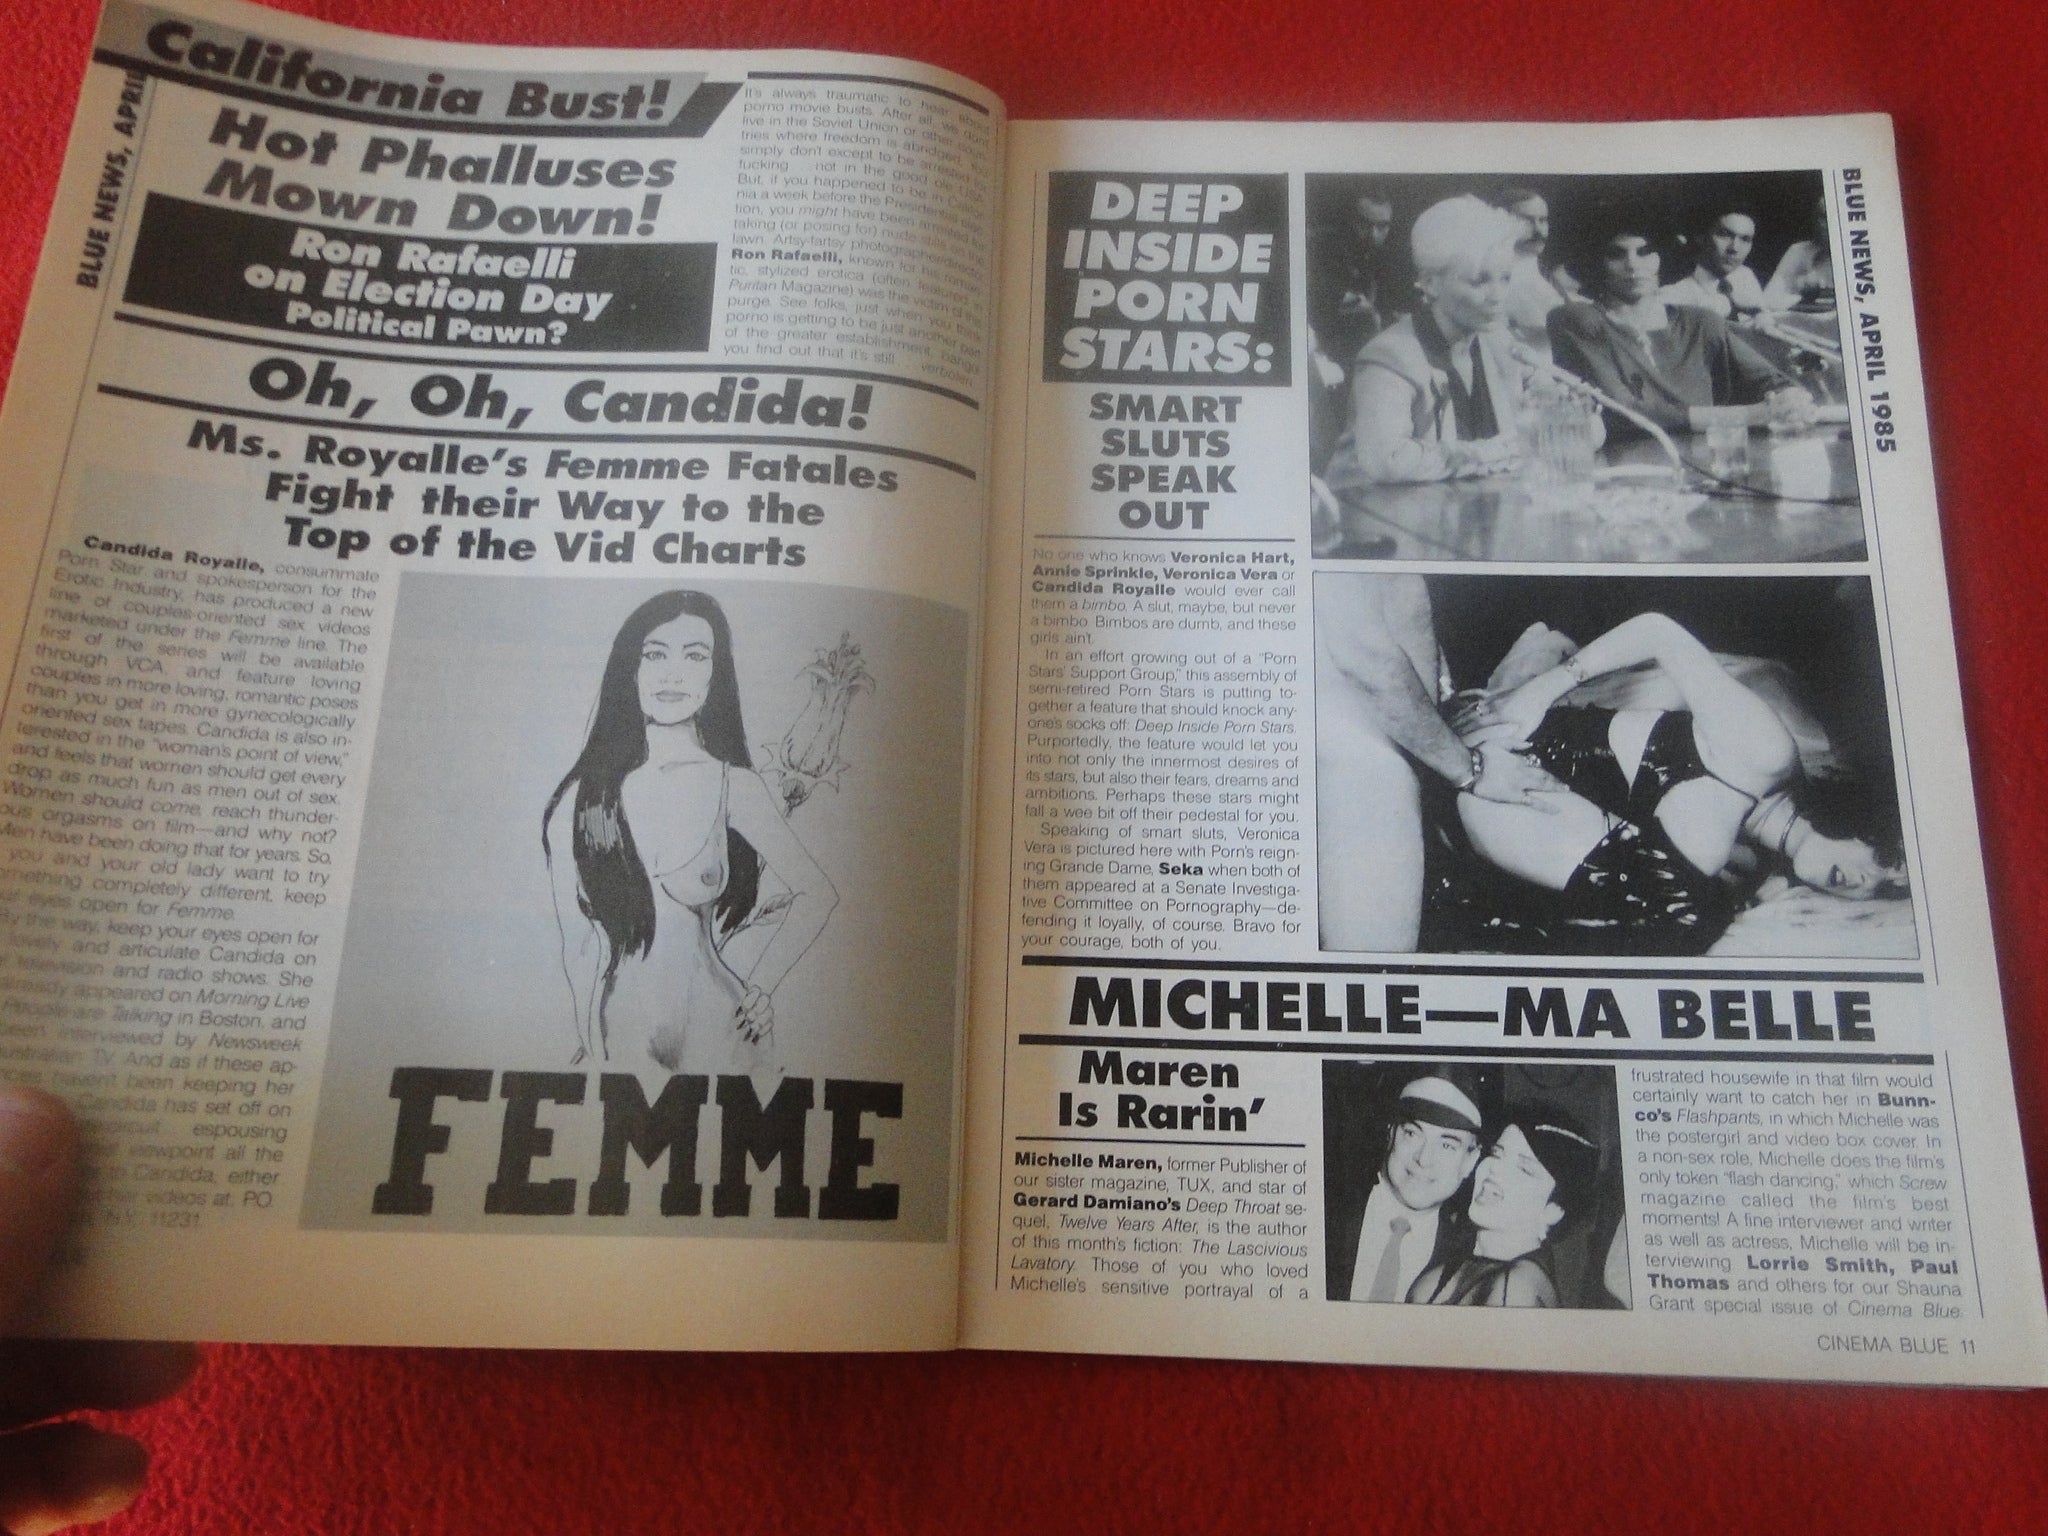 BLUE NEWS, APRIL
California Bust!
Hot Phalluses
Mown Down!
Ron Rafaelli
on Election Day
Political Pawn?
It's always traumatic to hear about
porno movie busts. After all, we don't
live in the Soviet Union or other coun-
tries where freedom is abridged. You
simply don't except to be arrested for
fucking . . . not in the good ole USA.
But, if you happened to be in Califor-
nia a week before the Presidential elec-
tion, you might have been arrested for
taking (or posing for) nude stills on the
lawn. Artsy-fartsy photographer/director
Ron Rafaelli, known for his roman-
tic, stylized erotica (often featured in
Puritan Magazine) was the victim of the
purge. See folks, just when you think
porno is getting to be just another part
of the greater establishment, bango,
you find out that it's still . . . verboten.
Oh, Oh, Candida!
Ms. Royalle's Femme Fatales
Fight their Way to the
Top of the Vid Charts
Candida Royalle, consummate
Porn Star and spokesperson for the
Erotic Industry, has produced a new
line of couples-oriented sex videos
marketed under the Femme line. The
first of the series will be available
through VCA, and feature loving
couples in more loving, romantic poses
than you get in more gynecologically
oriented sex tapes. Candida is also in-
terested in the "woman's point of view,"
and feels that women should get every
drop as much fun as men out of sex.
Women should come, reach thunder-
ous orgasms on film—and why not?
Men have been doing that for years. So,
you and your old lady want to try
something completely different, keep
your eyes open for Femme.
By the way, keep your eyes open for
lovely and articulate Candida on
television and radio shows. She
already appeared on Morning Live
People are Talking in Boston, and
been interviewed by Newsweek
Australian TV. And as if these ap-
haven't been keeping her
Candida has set off on
circuit espousing
viewpoint all the
to Candida, either
her videos at: P.O.
N.Y. 11231
FEMME
BLUE NEWS, APRIL 1985
DEEP
INSIDE
PORN
STARS:
SMART
SLUTS
SPEAK
OUT
No one who knows Veronica Hart,
Annie Sprinkle, Veronica Vera or
Candida Royalle would ever call
them a bimbo. A slut, maybe, but never
a bimbo. Bimbos are dumb, and these
girls ain't.
In an effort growing out of a "Porn
Stars' Support Group," this assembly of
semi-retired Porn Stars is putting to-
gether a feature that should knock any-
one's socks off: Deep Inside Porn Stars.
Purportedly, the feature would let you
into not only the innermost desires of
its stars, but also their fears, dreams and
ambitions. Perhaps these stars might
fall a wee bit off their pedestal for you.
Speaking of smart sluts, Veronica
Vera is pictured here with Porn's reign-
ing Grande Dame, Seka when both of
them appeared at a Senate Investiga-
tive Committee on Pornography—de-
fending it loyally, of course. Bravo for
your courage, both of you.
MICHELLE—MA BELLE
Maren
Is Rarin'
Michelle Maren, former Publisher of
our sister magazine, TUX, and star of
Gerard Damiano's Deep Throat se-
quel, Twelve Years After, is the author
of this month's fiction: The Lascivious
Lavatory. Those of you who loved
Michelle's sensitive portrayal of a
frustrated housewife in that film would
certainly want to catch her in Bunn-
co's Flashpants, in which Michelle was
the postergirl and video box cover. In
a non-sex role, Michelle does the film's
only token "flash dancing," which Screw
magazine called the film's best
moments! A fine interviewer and writer
as well as actress, Michelle will be in-
terviewing Lorrie Smith, Paul
Thomas and others for our Shauna
Grant special issue of Cinema Blue.
CINEMA BLUE 11